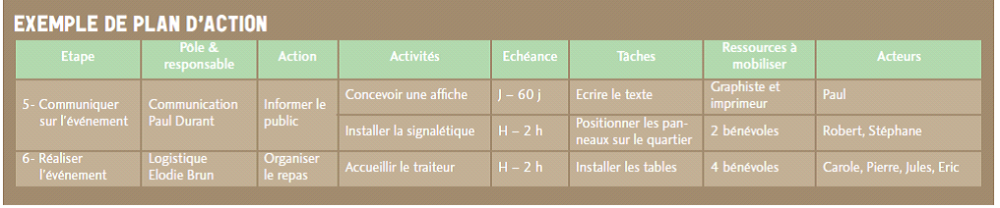 EXEMPLE DE PLAN D'ACTION
Etape
Pôle &
responsable
Action
Activités
Echéance
Tâches
Ressources à
mobiliser
Acteurs
5- Communiquer
sur l'événement
Communication
Paul Durant
Informer le
public
Concevoir une affiche
J – 60 j
Ecrire le texte
Graphiste et
imprimeur
Paul
Installer la signalétique
H – 2 h
Positionner les pan-
neaux sur le quartier
2 bénévoles
Robert, Stéphane
6- Réaliser
l'événement
Logistique
Elodie Brun
Organiser
le repas
Accueillir le traiteur
H – 2 h
Installer les tables
4 bénévoles
Carole, Pierre, Jules, Eric